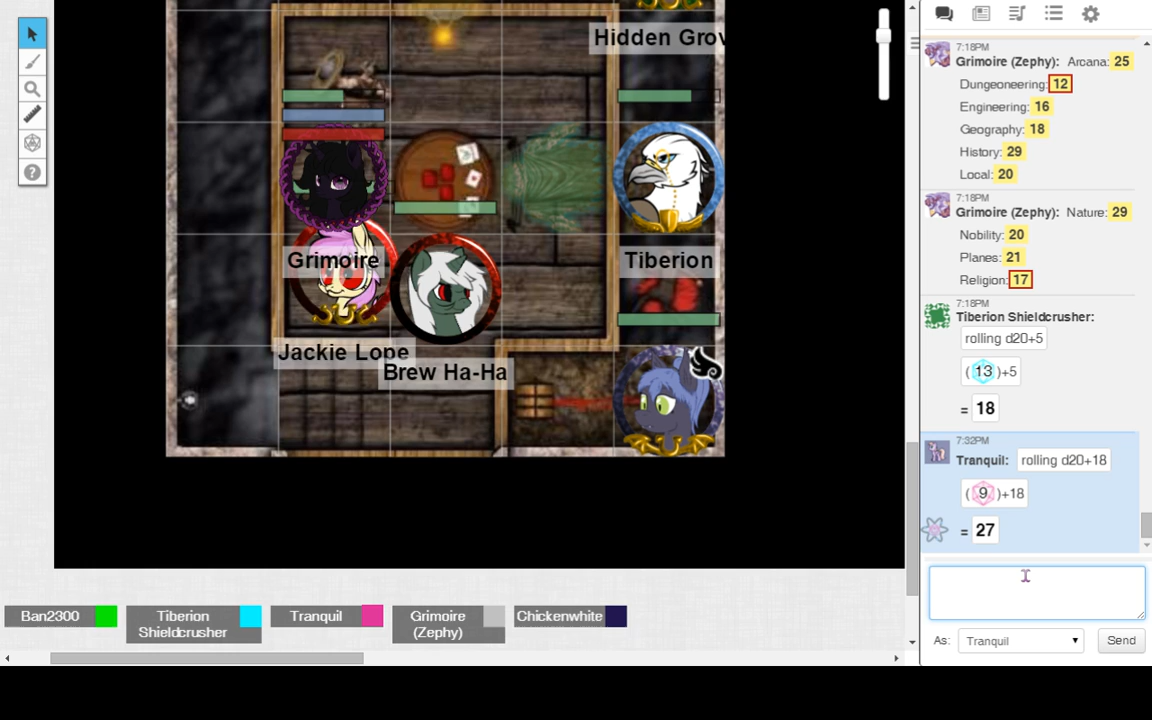 Hidden Grov
Grimoire
Tiberion
Jackie Lope
Brew Ha-Ha
7:18PM
Grimoire (Zephy): Arcana: 25
Dungeoneering: 12
Engineering: 16
Geography: 18
History: 29
Local: 20
7:18PM
Grimoire (Zephy): Nature: 29
Nobility: 20
Planes: 21
Religion: 17
7:18PM
Tiberion Shieldcrusher:
rolling d20+5
(13)+5
= 18
7:32PM
Tranquil: rolling d20+18
(9)+18
= 27
As: Tranquil
Send
Ban2300
Tiberion
Shieldcrusher
Tranquil
Grimoire
(Zephy)
Chickenwhite